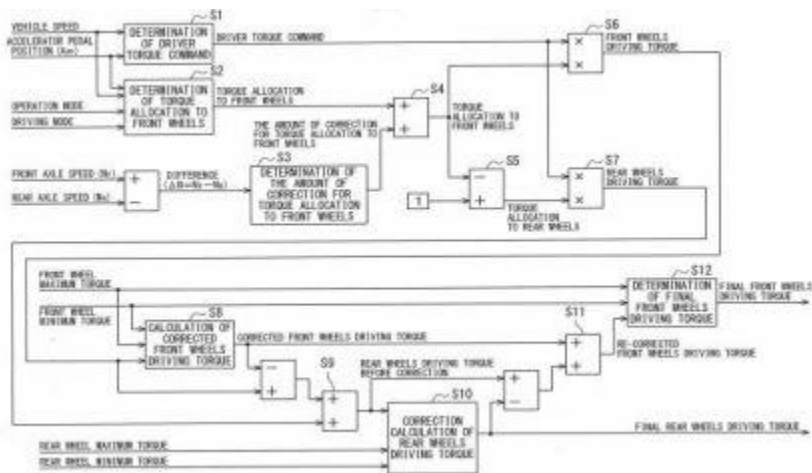 S1
VEHICLE SPEED
ACCELERATOR PEDAL
POSITION
DETERMINATION
OF DRIVER
TORQUE COMMAND
DRIVER TORQUE COMMAND
S6
FRONT WHEELS
DRIVING TORQUE
S2
DETERMINATION
OF TORQUE
ALLOCATION TO
FRONT WHEELS
TORQUE ALLOCATION
TO FRONT WHEELS
OPERATION MODE
DRIVING MODE
S4
TORQUE
ALLOCATION TO
FRONT WHEELS
THE AMOUNT OF CORRECTION
FOR TORQUE ALLOCATION TO
FRONT WHEELS
S3
DETERMINATION OF
THE AMOUNT OF
CORRECTION FOR
TORQUE ALLOCATION
TO FRONT WHEELS
FRONT AXLE SPEED
REAR AXLE SPEED
DIFFERENCE
S5
1
TORQUE
ALLOCATION
TO REAR WHEELS
S7
REAR WHEELS
DRIVING TORQUE
FRONT WHEEL
MAXIMUM TORQUE
FRONT WHEEL
MINIMUM TORQUE
S8
CALCULATION OF
CORRECTED
FRONT WHEELS
DRIVING TORQUE
CORRECTED FRONT WHEELS DRIVING TORQUE
S9
REAR WHEELS DRIVING TORQUE
BEFORE CORRECTION
S10
CORRECTION
CALCULATION OF
REAR WHEELS
DRIVING TORQUE
REAR WHEEL MAXIMUM TORQUE
REAR WHEEL MINIMUM TORQUE
S11
RE-CORRECTED
FRONT WHEELS DRIVING TORQUE
S12
DETERMINATION
OF FINAL
FRONT WHEELS
DRIVING TORQUE
FINAL FRONT WHEELS
DRIVING TORQUE
FINAL REAR WHEELS DRIVING TORQUE